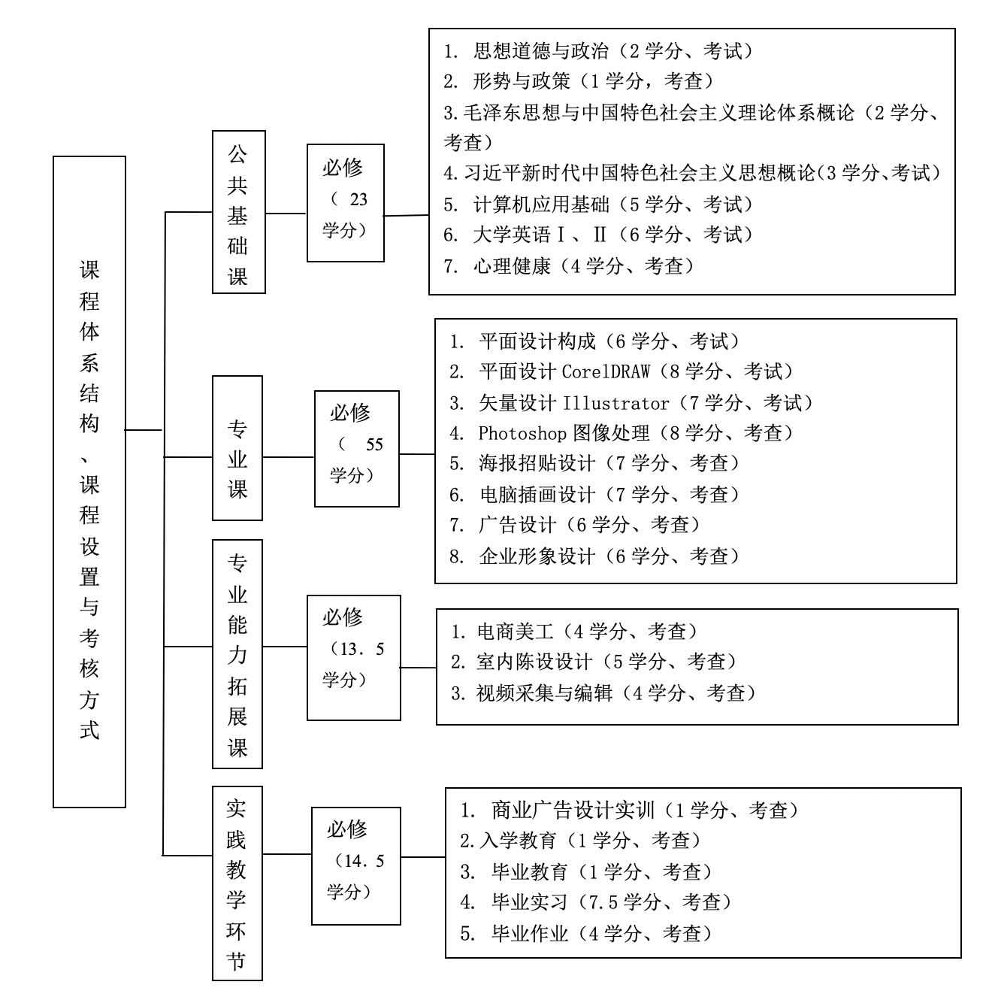 课程体系结构、课程设置与考核方式
公共基础课
必修
（ 23
学分）
1. 思想道德与政治（2 学分、考试）
2. 形势与政策（1 学分，考查）
3.毛泽东思想与中国特色社会主义理论体系概论（2 学分、
考查）
4.习近平新时代中国特色社会主义思想概论(3 学分、考试）
5. 计算机应用基础（5 学分、考试）
6. 大学英语Ⅰ、Ⅱ（6 学分、考试）
7. 心理健康（4 学分、考查）
专业课
必修
（ 55
学分）
1. 平面设计构成（6 学分、考试）
2. 平面设计 CorelDRAW（8 学分、考试）
3. 矢量设计 Illustrator（7 学分、考试）
4. Photoshop 图像处理（8 学分、考查）
5. 海报招贴设计（7 学分、考查）
6. 电脑插画设计（7 学分、考查）
7. 广告设计（6 学分、考查）
8. 企业形象设计（6 学分、考查）
专业能力拓展课
必修
（13．5
学分）
1. 电商美工（4 学分、考查）
2. 室内陈设设计（5 学分、考查）
3. 视频采集与编辑（4 学分、考查）
实践教学环节
必修
（14．5
学分）
1. 商业广告设计实训（1 学分、考查）
2.入学教育（1 学分、考查）
3. 毕业教育（1 学分、考查）
4. 毕业实习（7.5 学分、考查）
5. 毕业作业（4 学分、考查）